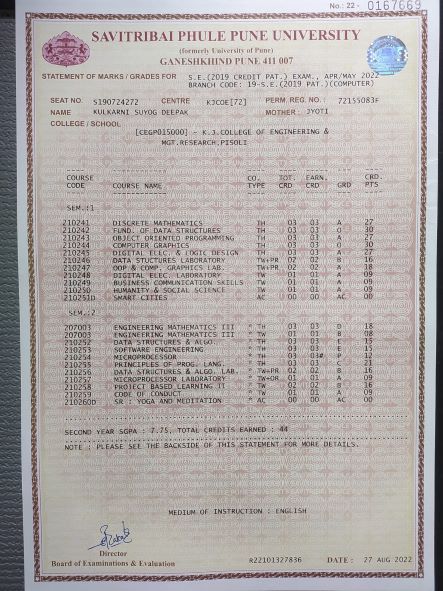 No.: 22 - 0167669
SAVITRIBAI PHULE PUNE UNIVERSITY
(formerly University of Pune)
GANESHKHIND PUNE 411 007
STATEMENT OF MARKS / GRADES FOR S.E.(2019 CREDIT PAT.) EXAM., APR/MAY 2022
BRANCH CODE: 19-S.E.(2019 PAT.)(COMPUTER)
SEAT NO. S190724272 CENTRE KJCOE[72] PERM REG. NO.: 72155083F
NAME KULKARNI SUYOG DEEPAK MOTHER: JYOTI
COLLEGE / SCHOOL
[CEGP015000] - K.J.COLLEGE OF ENGINEERING &
MGT.RESEARCH,PISOLI
COURSE CO. TOT. EARN. CRD.
CODE COURSE NAME TYPE CRD CRD GRD PTS
SEM.:1
210241 DISCRETE MATHEMATICS TH 03 03 A 27
210242 FUND. OF DATA STRUCTURES TH 03 03 O 30
210243 OBJECT ORIENTED PROGRAMMING TH 03 03 A 27
210244 COMPUTER GRAPHICS TH 03 03 O 30
210245 DIGITAL ELEC. & LOGIC DESIGN TH 03 03 A 27
210246 DATA STUCTURES LABORATORY TW+PR 02 02 B 16
210247 OOP & COMP. GRAPHICS LAB. TW+PR 02 02 A 18
210248 DIGITAL ELEC. LABORATORY TW 01 01 A 09
210249 BUSINESS COMMUNICATION SKILLS TW 01 01 A 09
210250 HUMANITY & SOCIAL SCIENCE TW 01 01 A 09
210251D SMART CITIES AC 00 00 AC 00
SEM.:2
207003 ENGINEERING MATHEMATICS III * TH 03 03 D 18
207003 ENGINEERING MATHEMATICS III * TW 01 01 B 08
210252 DATA STRUCTURES & ALGO. * TH 03 03 E 15
210253 SOFTWARE ENGINEERING * TH 03 03 E 15
210254 MICROPROCESSOR * TH 03 03# P 12
210255 PRINCIPLES OF PROG. LANG. * TH 03 03 C 21
210256 DATA STRUCTURES & ALGO. LAB. * TW+PR 02 02 B 16
210257 MICROPROCESSOR LABORATORY * TW+OR 01 01 A 09
210258 PROJECT BASED LEARNING II * TW 02 02 B 16
210259 CODE OF CONDUCT * TW 01 01 A 09
210260D SR : YOGA AND MEDITATION * AC 00 00 AC 00
SECOND YEAR SGPA : 7.75, TOTAL CREDITS EARNED : 44
NOTE : PLEASE SEE THE BACKSIDE OF THIS STATEMENT FOR MORE DETAILS.
MEDIUM OF INSTRUCTION : ENGLISH
Director
Board of Examinations & Evaluation R22101327836 DATE : 27 AUG 2022